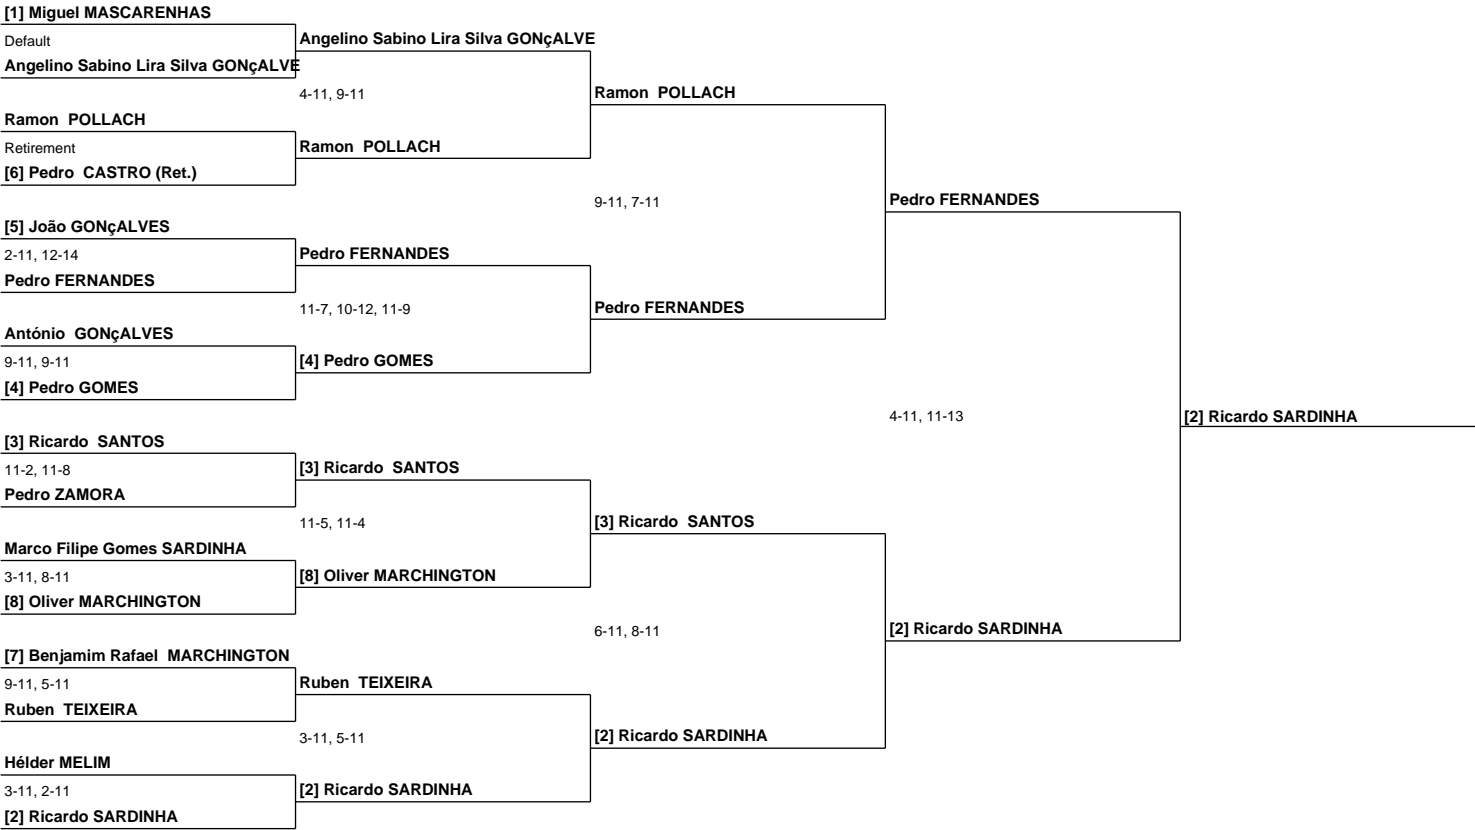 [1] Miguel MASCARENHAS
Default
Angelino Sabino Lira Silva GONçALVE
Ramon  POLLACH
Retirement
[6] Pedro  CASTRO (Ret.)
[5] João GONçALVES
2-11, 12-14
Pedro FERNANDES
António  GONçALVES
9-11, 9-11
[4] Pedro GOMES
[3] Ricardo  SANTOS
11-2, 11-8
Pedro ZAMORA
Marco Filipe Gomes SARDINHA
3-11, 8-11
[8] Oliver MARCHINGTON
[7] Benjamim Rafael  MARCHINGTON
9-11, 5-11
Ruben  TEIXEIRA
Hélder MELIM
3-11, 2-11
[2] Ricardo SARDINHA
Angelino Sabino Lira Silva GONçALVE
4-11, 9-11
Ramon  POLLACH
Pedro FERNANDES
11-7, 10-12, 11-9
[4] Pedro GOMES
[3] Ricardo  SANTOS
11-5, 11-4
[8] Oliver MARCHINGTON
Ruben  TEIXEIRA
3-11, 5-11
[2] Ricardo SARDINHA
Ramon  POLLACH
9-11, 7-11
Pedro FERNANDES
[3] Ricardo  SANTOS
6-11, 8-11
[2] Ricardo SARDINHA
Pedro FERNANDES
4-11, 11-13
[2] Ricardo SARDINHA
[2] Ricardo SARDINHA